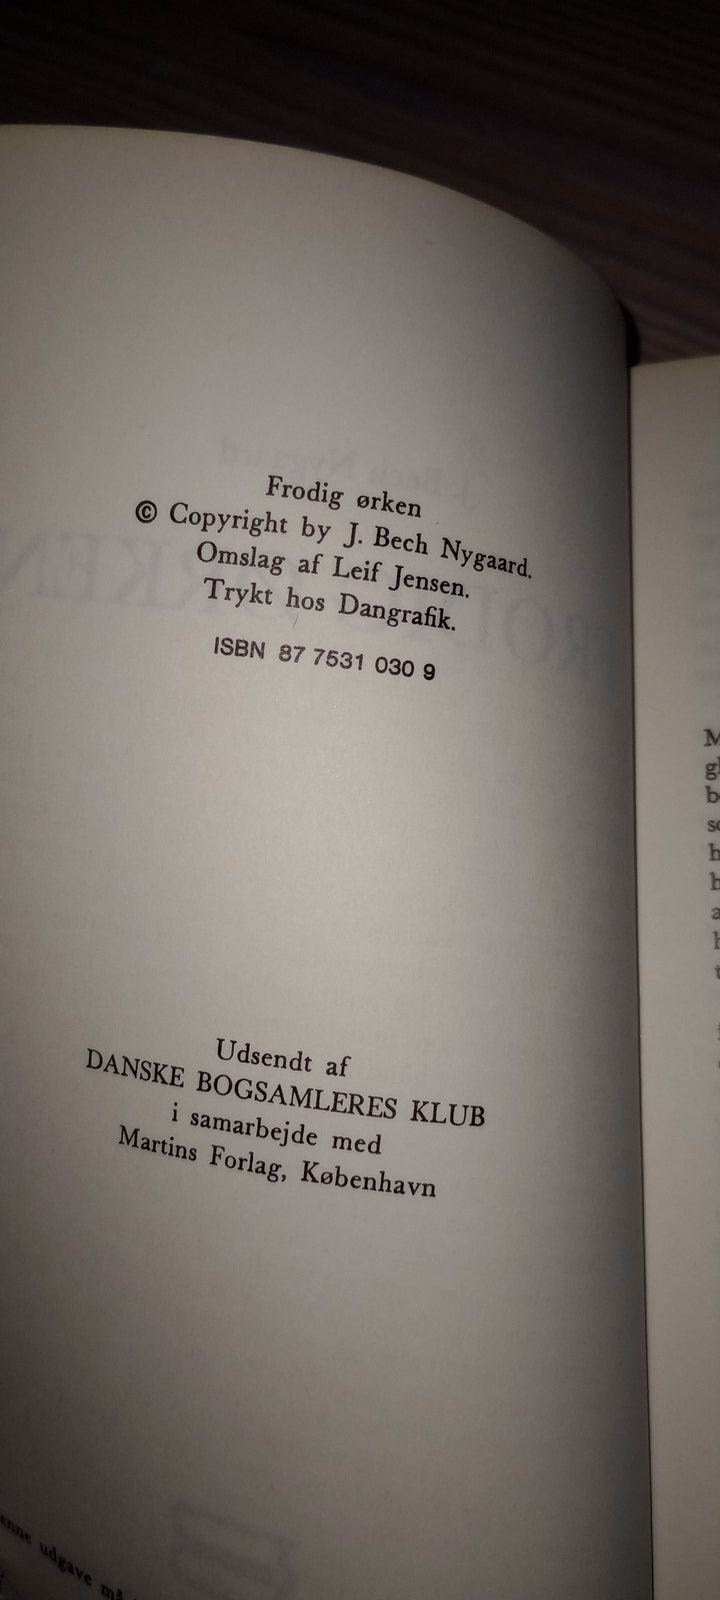 Frodig ørken
© Copyright by J. Bech Nygaard.
Omslag af Leif Jensen.
Trykt hos Dangrafik.
ISBN 87 7531 030 9
Udsendt af
DANSKE BOGSAMLERES KLUB
i samarbejde med
Martins Forlag, København
udgave